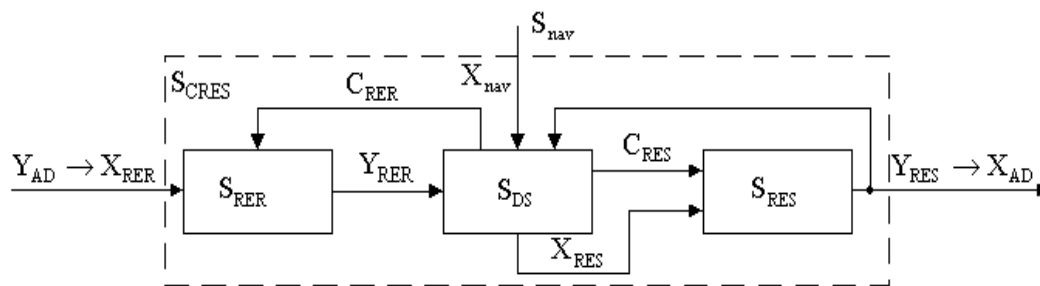 S_nav
X_nav
S_CRES
C_RER
C_RES
Y_AD → X_RER
Y_RER
Y_RES → X_AD
S_RER
S_DS
S_RES
X_RES